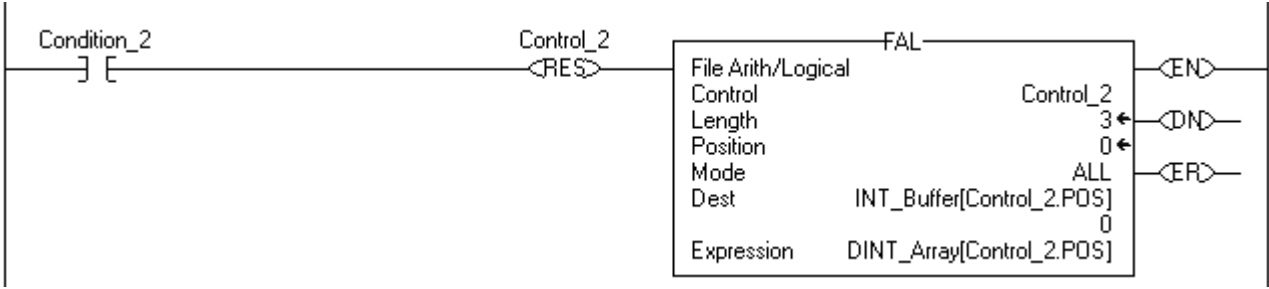 Condition_2
Control_2
RES
FAL
File Arith/Logical
EN
Control Control_2
Length 3
DN
Position 0
Mode ALL
ER
Dest INT_Buffer[Control_2.POS]
0
Expression DINT_Array[Control_2.POS]